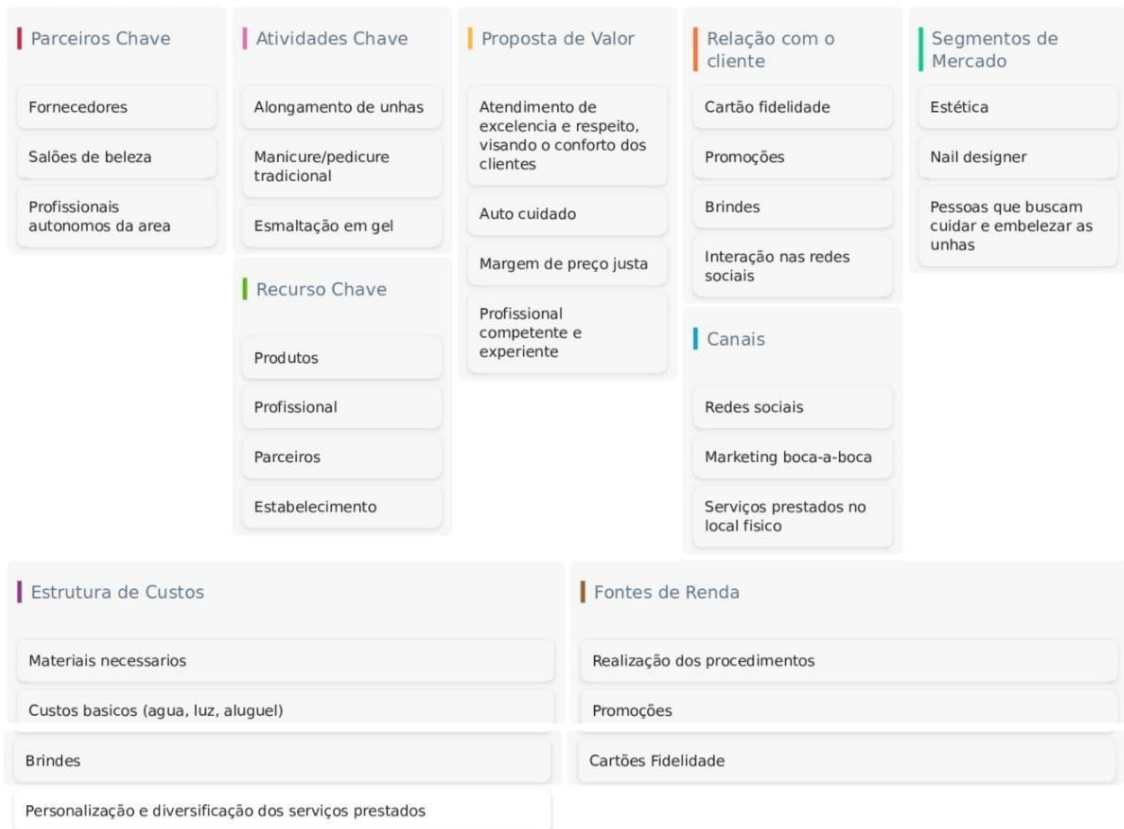 Parceiros Chave
Fornecedores
Salões de beleza
Profissionais
autonomos da area
Atividades Chave
Alongamento de unhas
Manicure/pedicure
tradicional
Esmaltação em gel
Recurso Chave
Produtos
Profissional
Parceiros
Estabelecimento
Proposta de Valor
Atendimento de
excelencia e respeito,
visando o conforto dos
clientes
Auto cuidado
Margem de preço justa
Profissional
competente e
experiente
Relação com o
cliente
Cartão fidelidade
Promoções
Brindes
Interação nas redes
sociais
Canais
Redes sociais
Marketing boca-a-boca
Serviços prestados no
local fisico
Segmentos de
Mercado
Estética
Nail designer
Pessoas que buscam
cuidar e embelezar as
unhas
Estrutura de Custos
Materiais necessarios
Custos basicos (agua, luz, aluguel)
Brindes
Personalização e diversificação dos serviços prestados
Fontes de Renda
Realização dos procedimentos
Promoções
Cartões Fidelidade